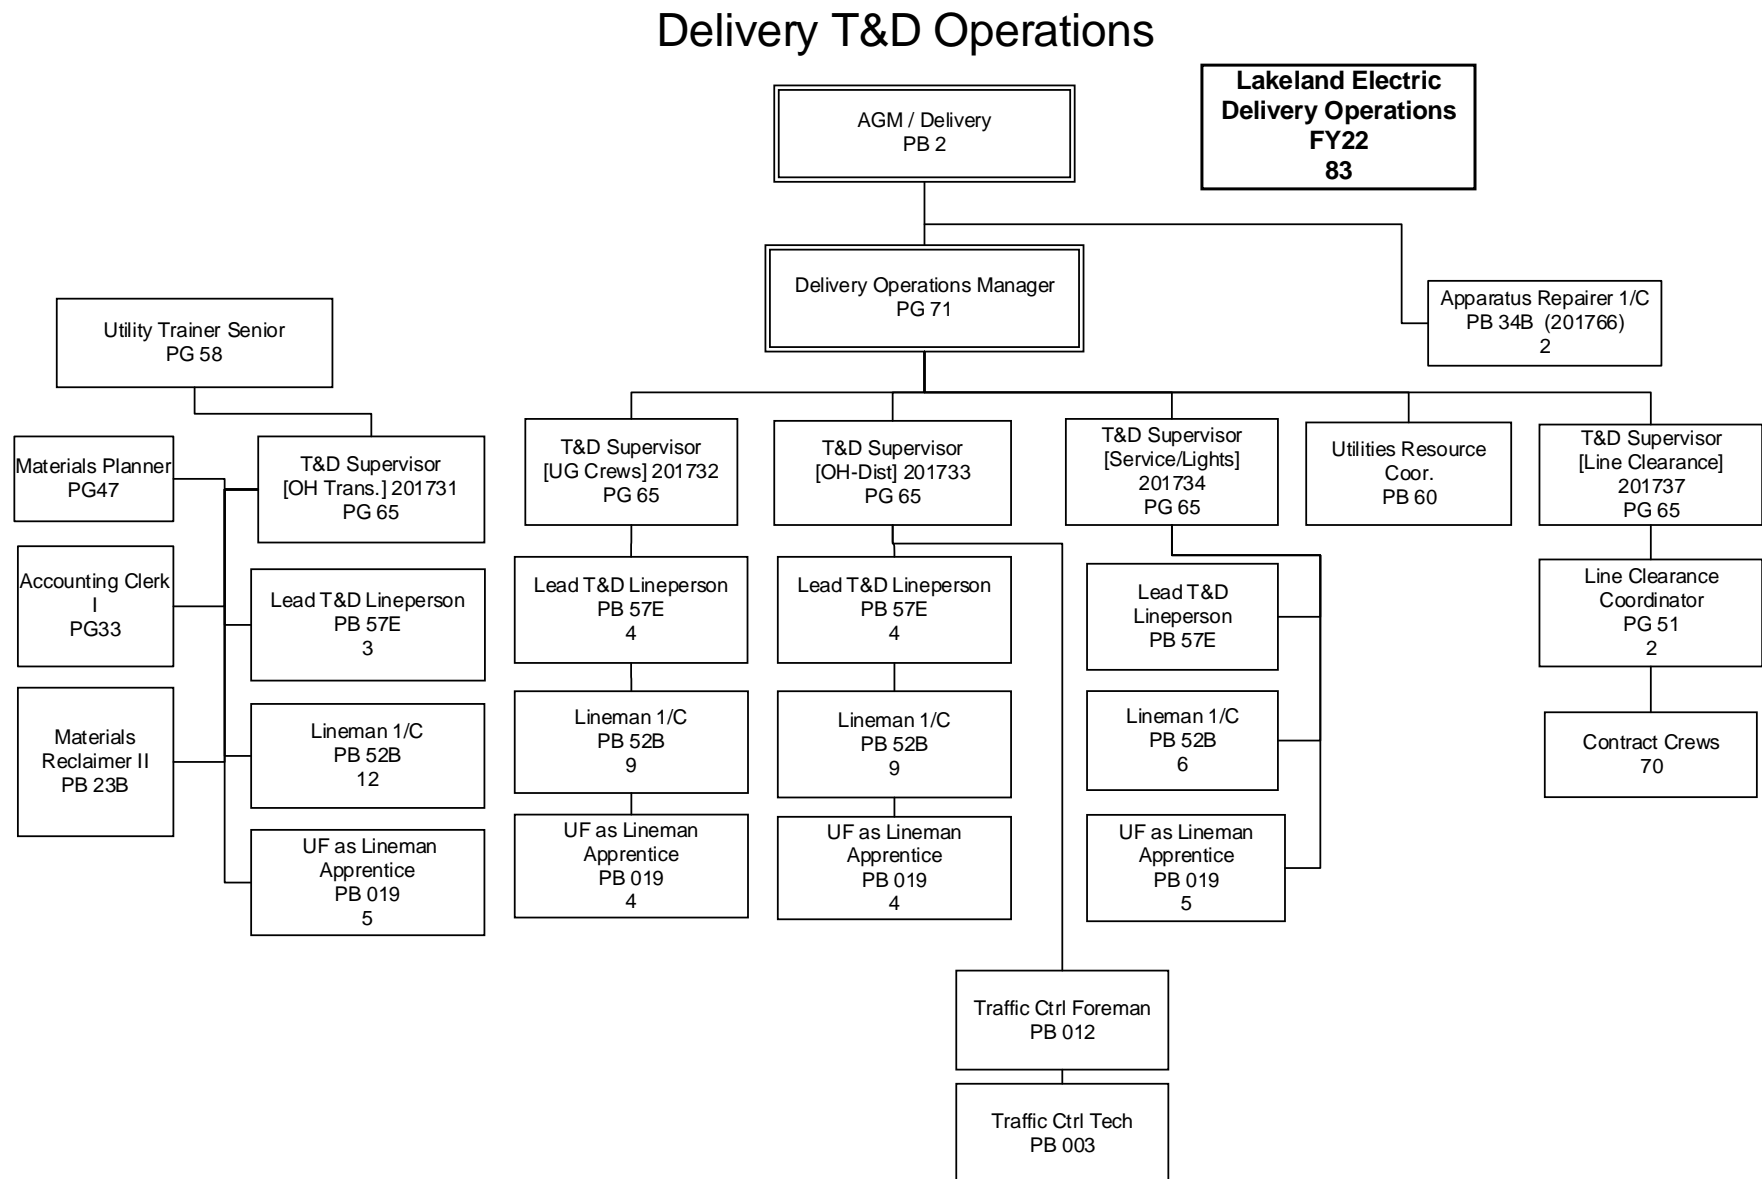 Delivery T&D Operations
Lakeland Electric
Delivery Operations
FY22
83
AGM / Delivery
PB 2
Delivery Operations Manager
PG 71
Apparatus Repairer 1/C
PB 34B  (201766)
2
Utility Trainer Senior
PG 58
Materials Planner
PG47
T&D Supervisor
[OH Trans.] 201731
PG 65
T&D Supervisor
[UG Crews] 201732
PG 65
T&D Supervisor
[OH-Dist] 201733
PG 65
T&D Supervisor
[Service/Lights]
201734
PG 65
Utilities Resource
Coor.
PB 60
T&D Supervisor
[Line Clearance]
201737
PG 65
Accounting Clerk
I
PG33
Lead T&D Lineperson
PB 57E
3
Lead T&D Lineperson
PB 57E
4
Lead T&D Lineperson
PB 57E
4
Lead T&D
Lineperson
PB 57E
Line Clearance
Coordinator
PG 51
2
Materials
Reclaimer II
PB 23B
Lineman 1/C
PB 52B
12
Lineman 1/C
PB 52B
9
Lineman 1/C
PB 52B
9
Lineman 1/C
PB 52B
6
Contract Crews
70
UF as Lineman
Apprentice
PB 019
5
UF as Lineman
Apprentice
PB 019
4
UF as Lineman
Apprentice
PB 019
4
UF as Lineman
Apprentice
PB 019
5
Traffic Ctrl Foreman
PB 012
Traffic Ctrl Tech
PB 003